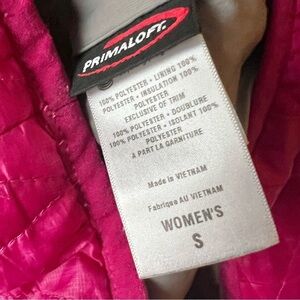 PRIMALOFT
100% POLYESTER • LINING 100%
POLYESTER • INSULATION 100%
POLYESTER
EXCLUSIVE OF TRIM
100% POLYESTER • DOUBLURE
100% POLYESTER • ISOLANT 100%
POLYESTER
A PART LA GARNITURE
Made in VIETNAM
Fabrique AU VIETNAM
WOMEN'S
S